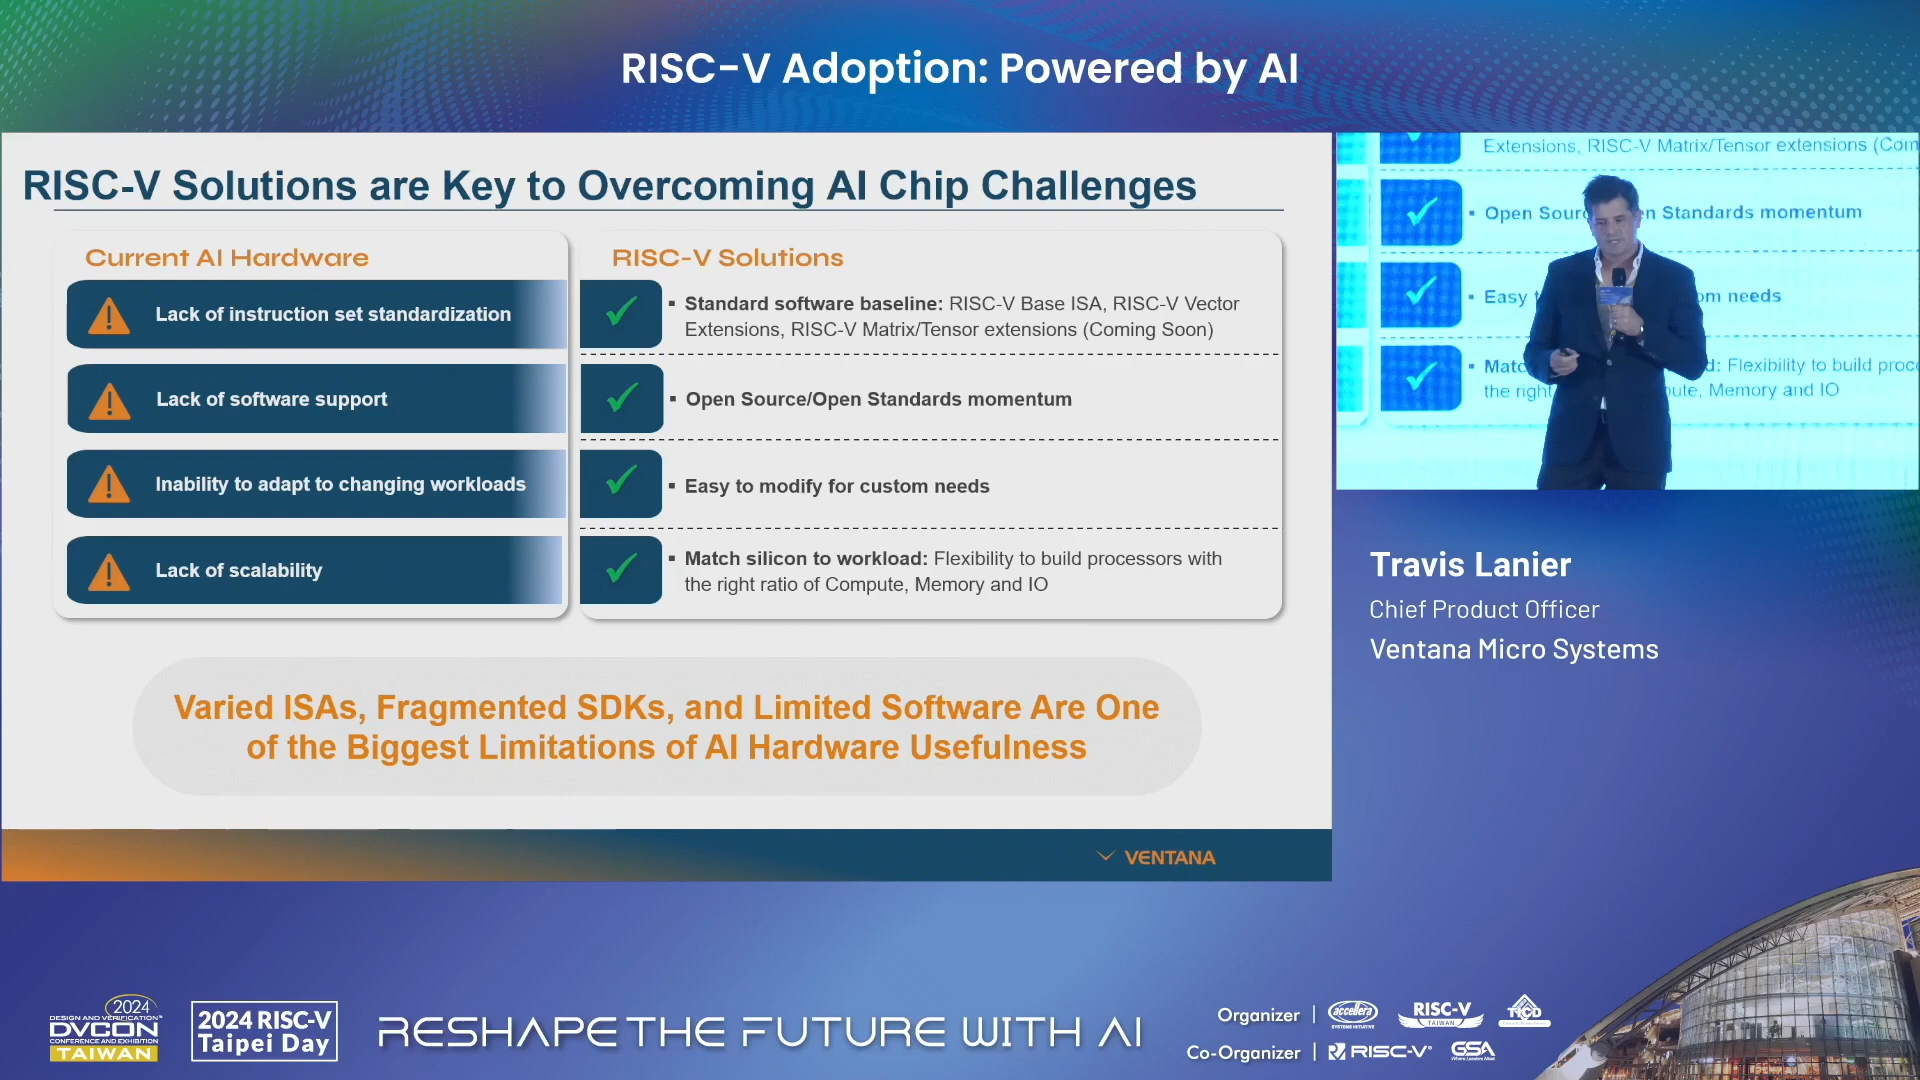 RISC-V Adoption: Powered by AI
RISC-V Solutions are Key to Overcoming AI Chip Challenges
Current AI Hardware
Lack of instruction set standardization
Lack of software support
Inability to adapt to changing workloads
Lack of scalability
RISC-V Solutions
▪ Standard software baseline: RISC-V Base ISA, RISC-V Vector
Extensions, RISC-V Matrix/Tensor extensions (Coming Soon)
▪ Open Source/Open Standards momentum
▪ Easy to modify for custom needs
▪ Match silicon to workload: Flexibility to build processors with
the right ratio of Compute, Memory and IO
Varied ISAs, Fragmented SDKs, and Limited Software Are One
of the Biggest Limitations of AI Hardware Usefulness
VENTANA
Extensions, RISC-V Matrix/Tensor extensions (Com
▪ Open Sour n Standards momentum
▪ Easy t om needs
▪ Matc d: Flexibility to build proce
the right ute, Memory and IO
Travis Lanier
Chief Product Officer
Ventana Micro Systems
2024
DESIGN AND VERIFICATION™
DVCON
CONFERENCE AND EXHIBITION
TAIWAN
2024 RISC-V
Taipei Day
RESHAPE THE FUTURE WITH AI
Organizer |
accellera
SYSTEMS INITIATIVE
RISC-V
TAIWAN
Co-Organizer |
RISC-V®
GSA
Where Leaders Meet